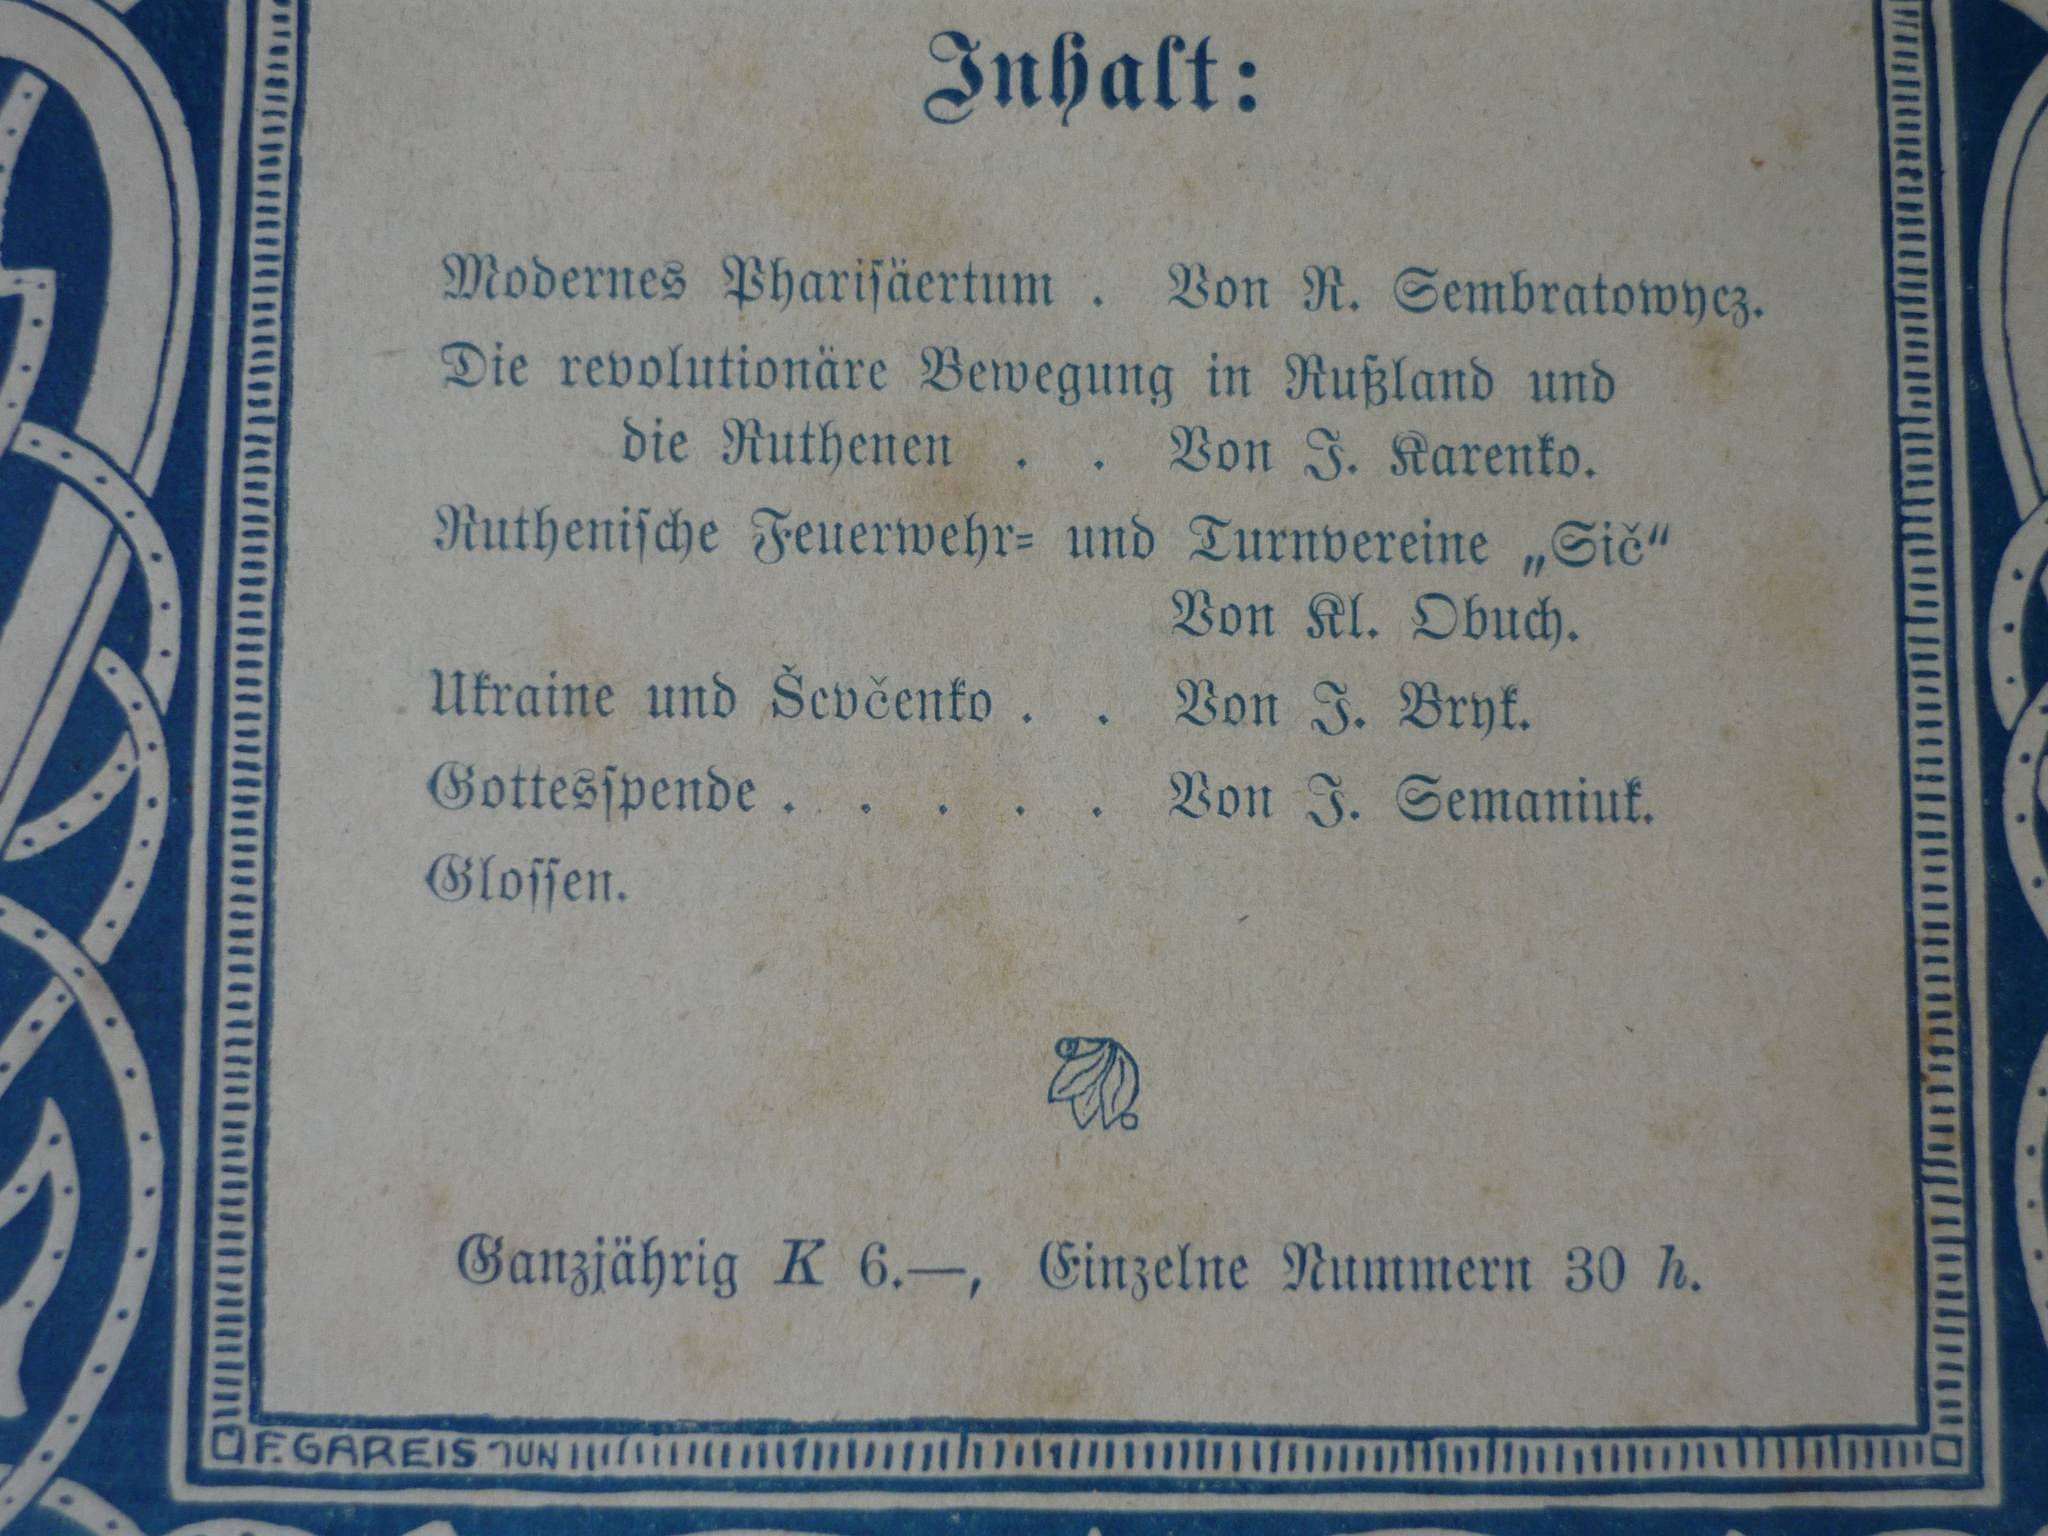 Inhalt:
Modernes Pharisäertum . Von R. Sembratowycz.
Die revolutionäre Bewegung in Rußland und
die Ruthenen . . Von J. Karenko.
Ruthenische Feuerwehr- und Turnvereine „Sič“
Von Kl. Obuch.
Ukraine und Ševčenko . . Von J. Bryk.
Gottesspende . . . . . Von J. Semaniuk.
Glossen.
Ganzjährig K 6.—, Einzelne Nummern 30 h.
F. GAREIS JUN